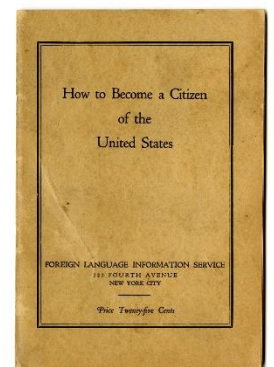 How to Become a Citizen
of the
United States
FOREIGN LANGUAGE INFORMATION SERVICE
FOURTH AVENUE
NEW YORK CITY
Price Twenty-five Cents